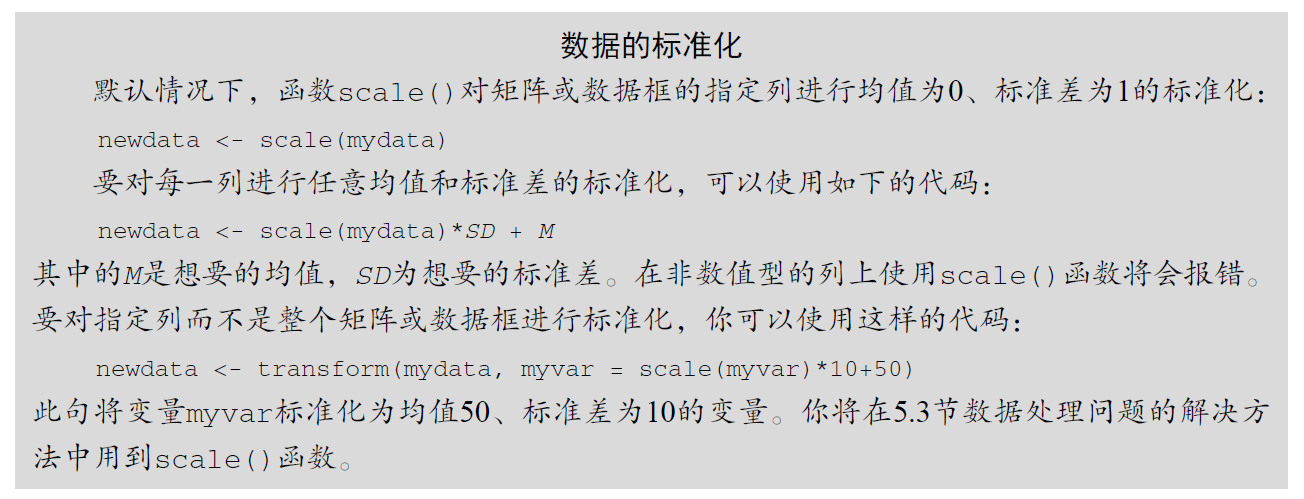 数据的标准化
默认情况下，函数scale()对矩阵或数据框的指定列进行均值为0、标准差为1的标准化：
newdata <- scale(mydata)
要对每一列进行任意均值和标准差的标准化，可以使用如下的代码：
newdata <- scale(mydata)*SD + M
其中的M是想要的均值，SD为想要的标准差。在非数值型的列上使用scale()函数将会报错。
要对指定列而不是整个矩阵或数据框进行标准化，你可以使用这样的代码：
newdata <- transform(mydata, myvar = scale(myvar)*10+50)
此句将变量myvar标准化为均值50、标准差为10的变量。你将在5.3节数据处理问题的解决方
法中用到scale()函数。